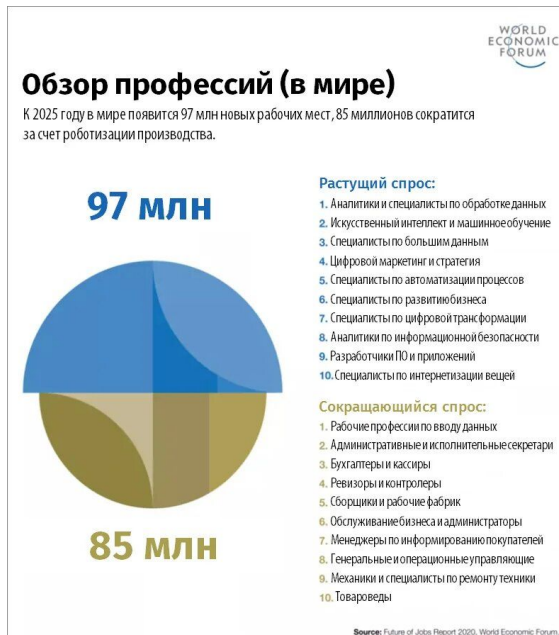 WORLD
ECONOMIC
FORUM
Обзор профессий (в мире)
К 2025 году в мире появится 97 млн новых рабочих мест, 85 миллионов сократится
за счет роботизации производства.
97 млн
85 млн
Растущий спрос:
1. Аналитики и специалисты по обработке данных
2. Искусственный интеллект и машинное обучение
3. Специалисты по большим данным
4. Цифровой маркетинг и стратегия
5. Специалисты по автоматизации процессов
6. Специалисты по развитию бизнеса
7. Специалисты по цифровой трансформации
8. Аналитики по информационной безопасности
9. Разработчики ПО и приложений
10. Специалисты по интернетизации вещей
Сокращающийся спрос:
1. Рабочие профессии по вводу данных
2. Административные и исполнительные секретари
3. Бухгалтеры и кассиры
4. Ревизоры и контролеры
5. Сборщики и рабочие фабрик
6. Обслуживание бизнеса и администраторы
7. Менеджеры по информированию покупателей
8. Генеральные и операционные управляющие
9. Механики и специалисты по ремонту техники
10. Товароведы
Source: Future of Jobs Report 2020, World Economic Forum.